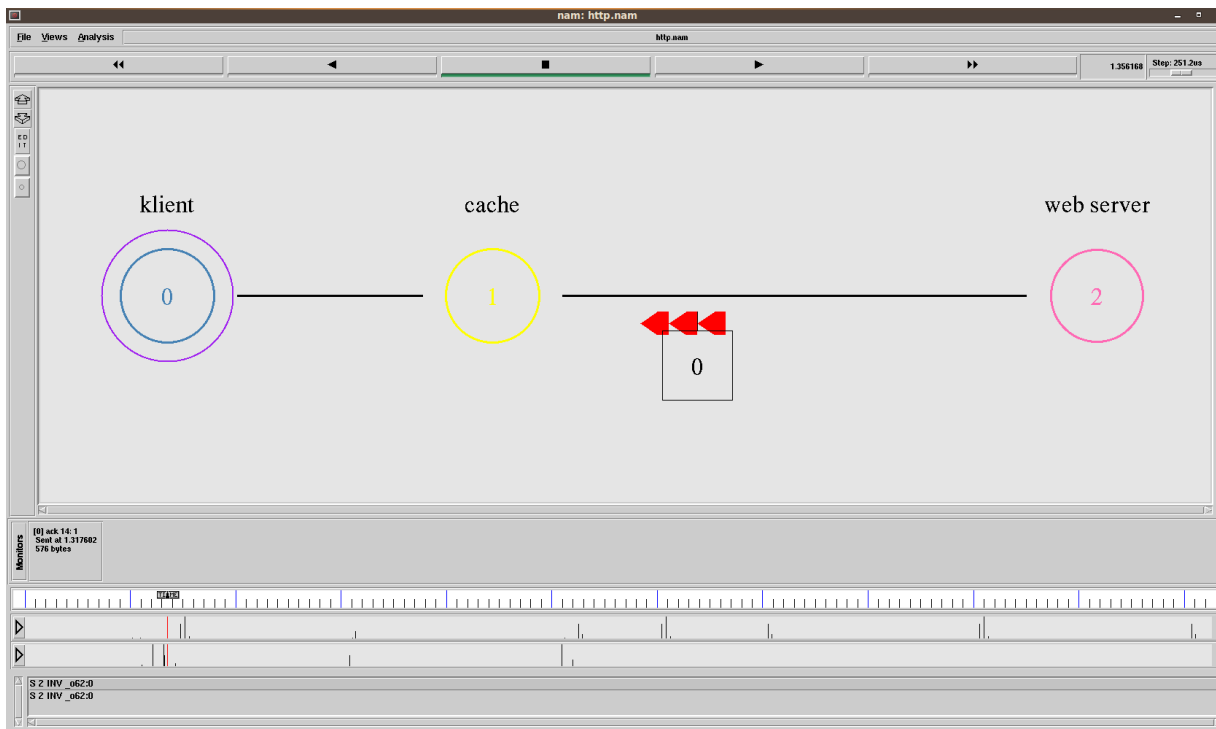 nam: http.nam
File Views Analysis
http.nam
1.356168
Step: 251.2us
ED
IT
klient
cache
web server
0
1
2
0
Monitors
[0] ack 14: 1
Sent at 1.317602
576 bytes
S 2 INV _o62:0
S 2 INV _o62:0